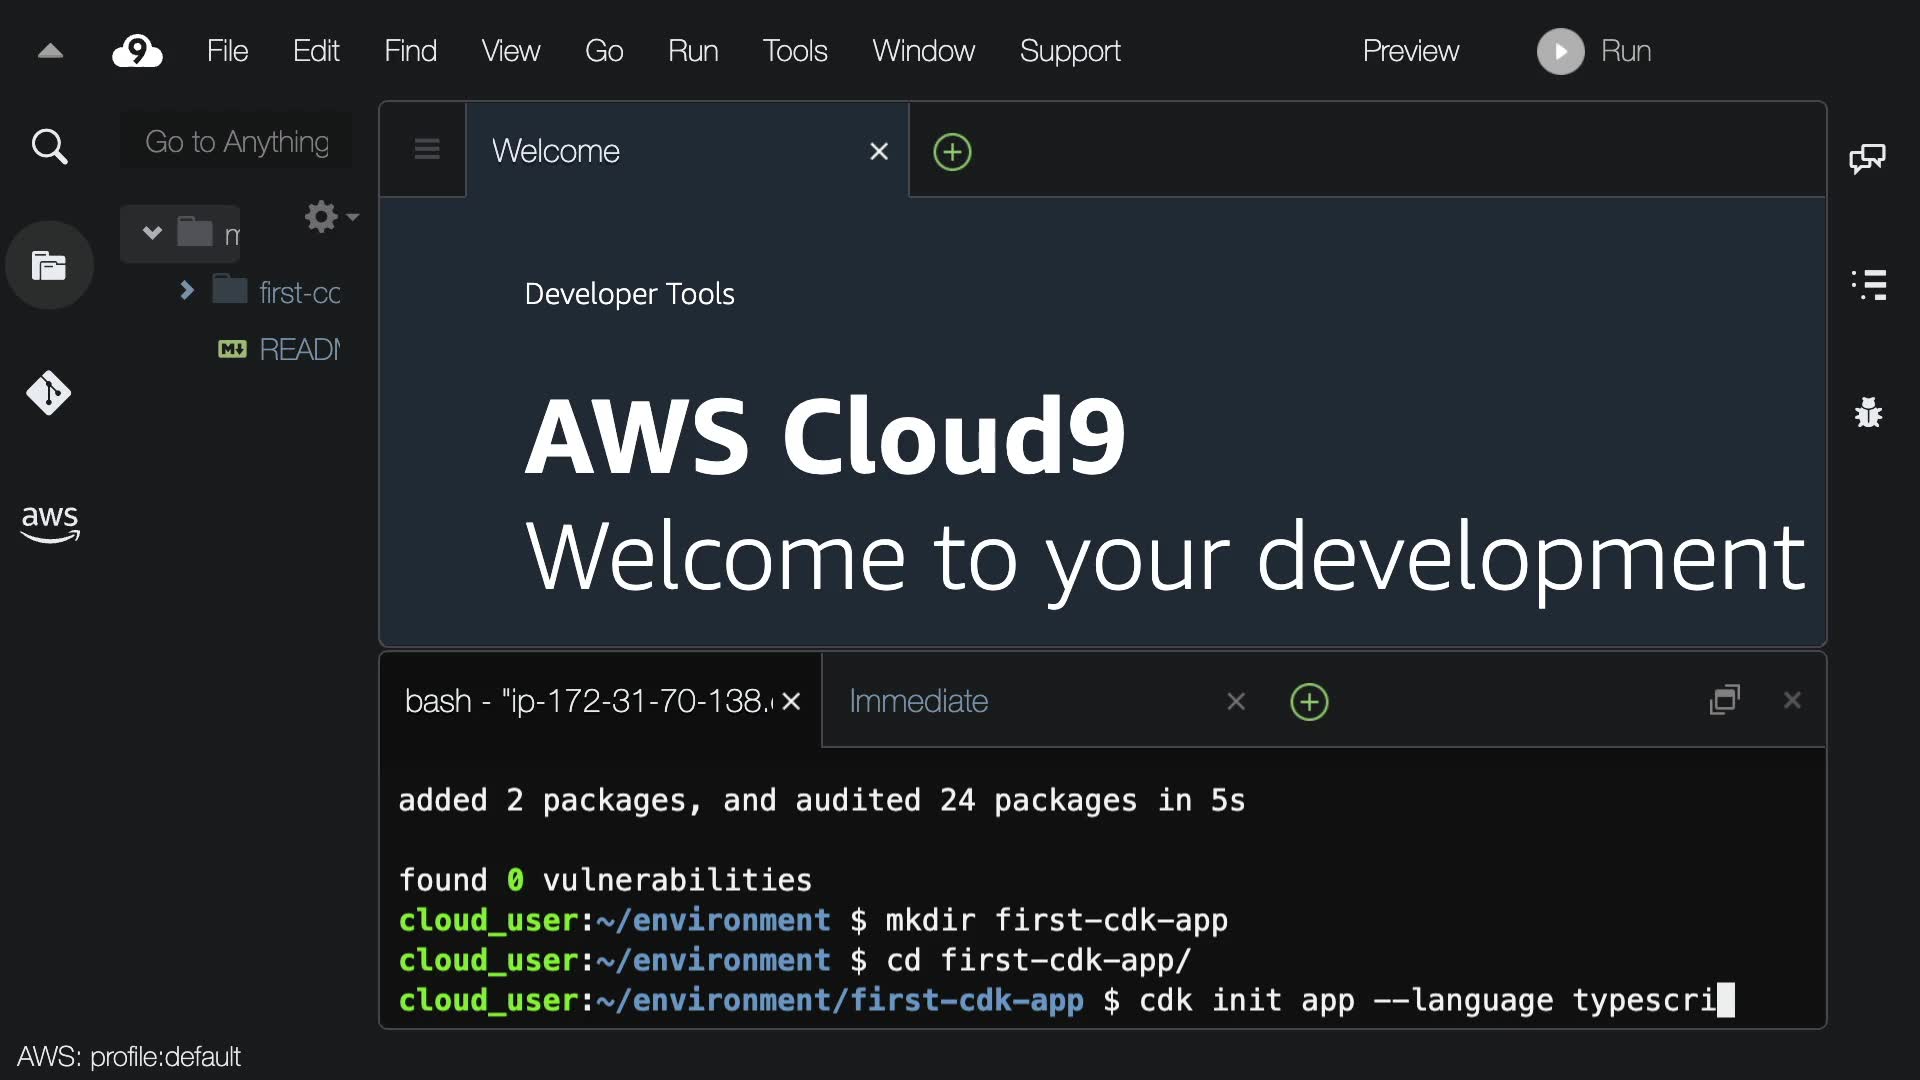 9 File Edit Find View Go Run Tools Window Support Preview Run
Go to Anything
Welcome
m
first-cc
READ
Developer Tools
AWS Cloud9
Welcome to your development
aws
bash - "ip-172-31-70-138.
Immediate
added 2 packages, and audited 24 packages in 5s
found 0 vulnerabilities
cloud_user:~/environment $ mkdir first-cdk-app
cloud_user:~/environment $ cd first-cdk-app/
cloud_user:~/environment/first-cdk-app $ cdk init app --language typescri
AWS: profile:default